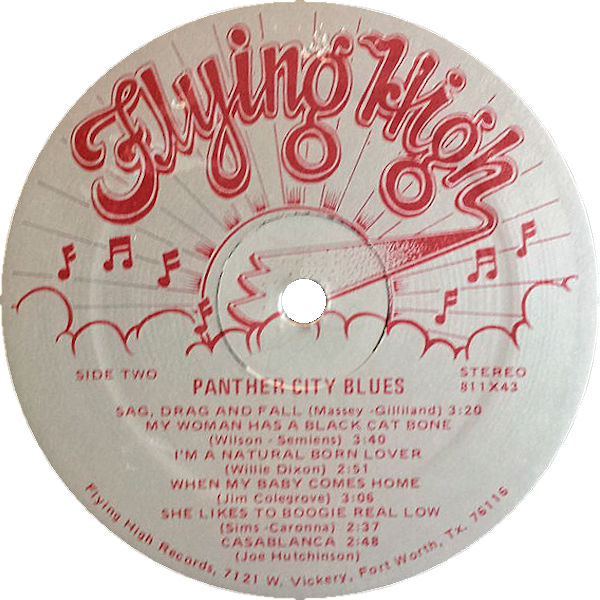 Flying High
SIDE TWO
STEREO
811X43
PANTHER CITY BLUES
SAG, DRAG AND FALL (Massey -Gilliland) 3:20
MY WOMAN HAS A BLACK CAT BONE
(Wilson - Semiens) 3:40
I'M A NATURAL BORN LOVER
(Willie Dixon) 2:51
WHEN MY BABY COMES HOME
(Jim Colegrove) 3:06
SHE LIKES TO BOOGIE REAL LOW
(Sims -Caronna) 2:37
CASABLANCA 2:48
(Joe Hutchinson)
Flying High Records, 7121 W. Vickery, Fort Worth, Tx. 76116